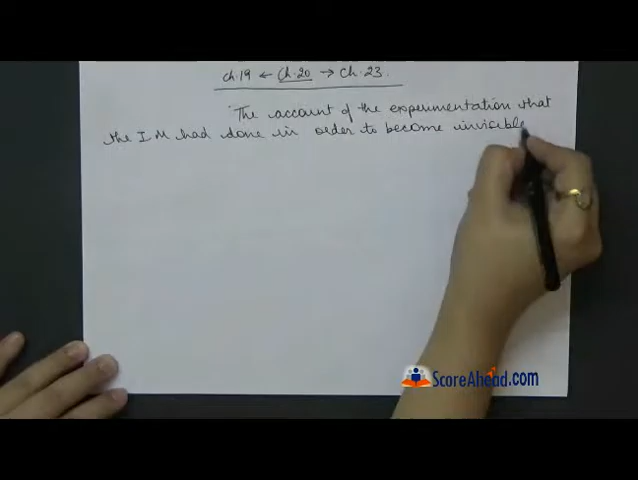 ch.19 ← Ch.20 → Ch.23.
The account of the experimentation that
the I M had done in order to become invisible
ScoreAhead.com